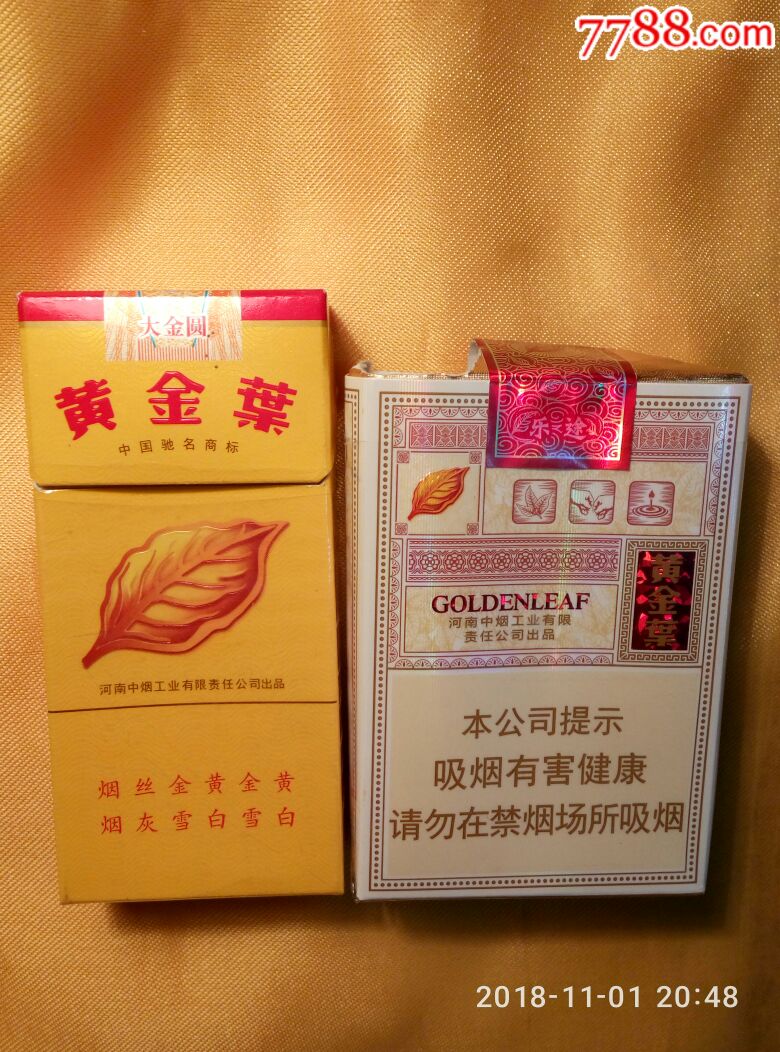 7788.com
大金圆
黄金葉
中国驰名商标
河南中烟工业有限责任公司出品
烟丝金黄金黄
烟灰雪白雪白
乐途
GOLDENLEAF
河南中烟工业有限
责任公司出品
黄金葉
本公司提示
吸烟有害健康
请勿在禁烟场所吸烟
2018-11-01 20:48